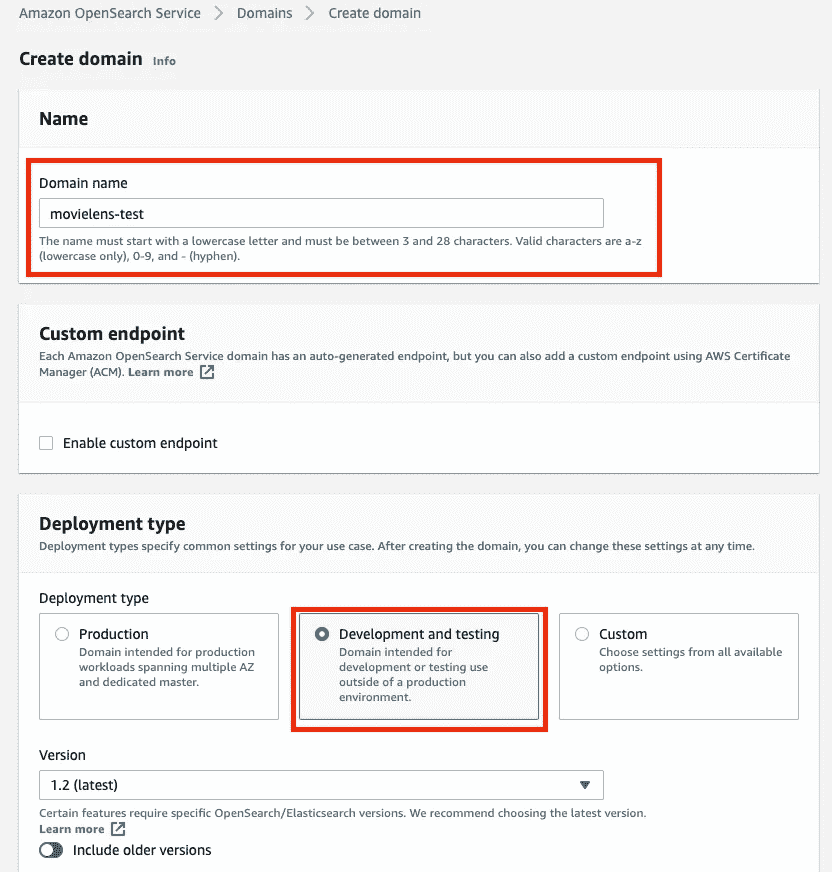 Amazon OpenSearch Service > Domains > Create domain
Create domain Info
Name
Domain name
movielens-test
The name must start with a lowercase letter and must be between 3 and 28 characters. Valid characters are a-z
(lowercase only), 0-9, and - (hyphen).
Custom endpoint
Each Amazon OpenSearch Service domain has an auto-generated endpoint, but you can also add a custom endpoint using AWS Certificate
Manager (ACM). Learn more
Enable custom endpoint
Deployment type
Deployment types specify common settings for your use case. After creating the domain, you can change these settings at any time.
Deployment type
Production
Domain intended for production
workloads spanning multiple AZ
and dedicated master.
Development and testing
Domain intended for
development or testing use
outside of a production
environment.
Custom
Choose settings from all available
options.
Version
1.2 (latest)
Certain features require specific OpenSearch/Elasticsearch versions. We recommend choosing the latest version.
Learn more
Include older versions